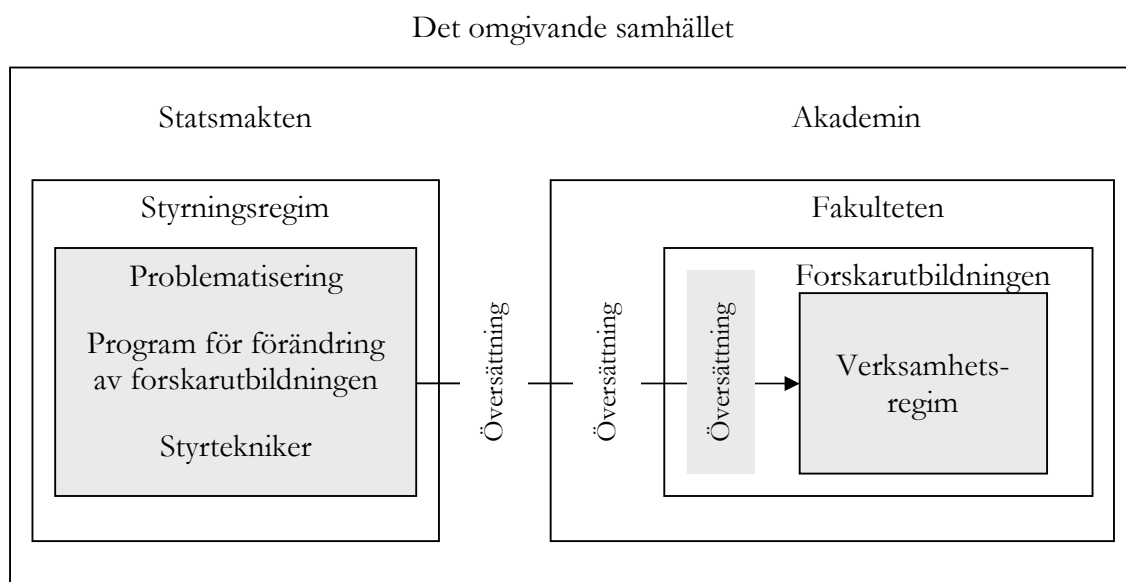 Det omgivande samhället
Statsmakten
Akademin
Styrningsregim
Problematisering
Program för förändring
av forskarutbildningen
Styrtekniker
Översättning
Översättning
Fakulteten
Forskarutbildningen
Översättning
Verksamhets-
regim